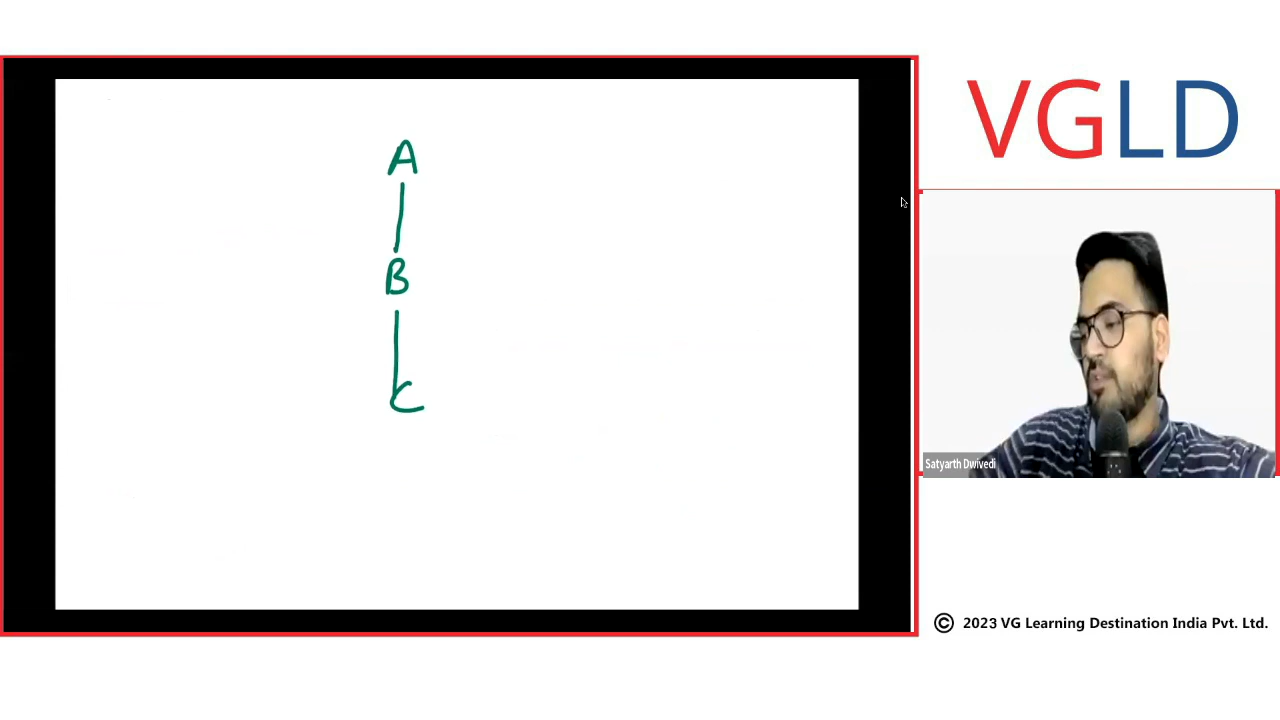 A
B
C
VGLD
Satyarth Dwivedi
© 2023 VG Learning Destination India Pvt. Ltd.